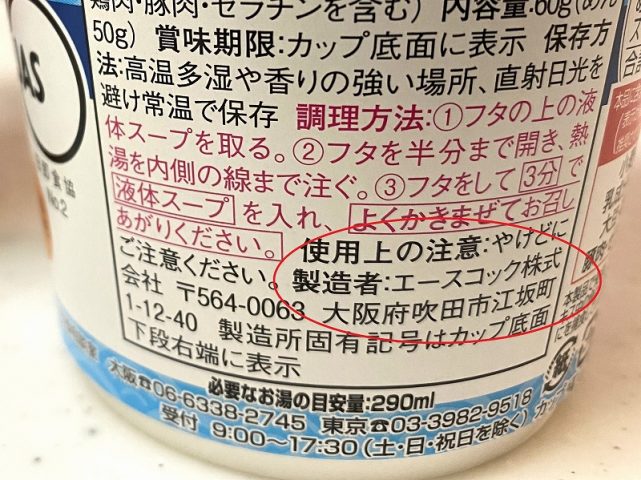 鶏肉・豚肉・ゼラチンを含む) 内容量:60g(めん
50g) 賞味期限:カップ底面に表示 保存方
法:高温多湿や香りの強い場所、直射日光を
避け常温で保存 調理方法:①フタの上の液
体スープを取る。②フタを半分まで開き、熱
湯を内側の線まで注ぐ。③フタをして3分で
液体スープを入れ、よくかきまぜてお召し
あがりください。 使用上の注意:やけどに
ご注意ください。製造者:エースコック株式
会社 〒564-0063 大阪府吹田市江坂町
1-12-40 製造所固有記号はカップ底面
下段右端に表示
必要なお湯の目安量:290ml
大阪☎06-6338-2745 東京☎03-3982-9518
受付 9:00~17:30(土・日・祝日を除く)
JAS
No.2
紙